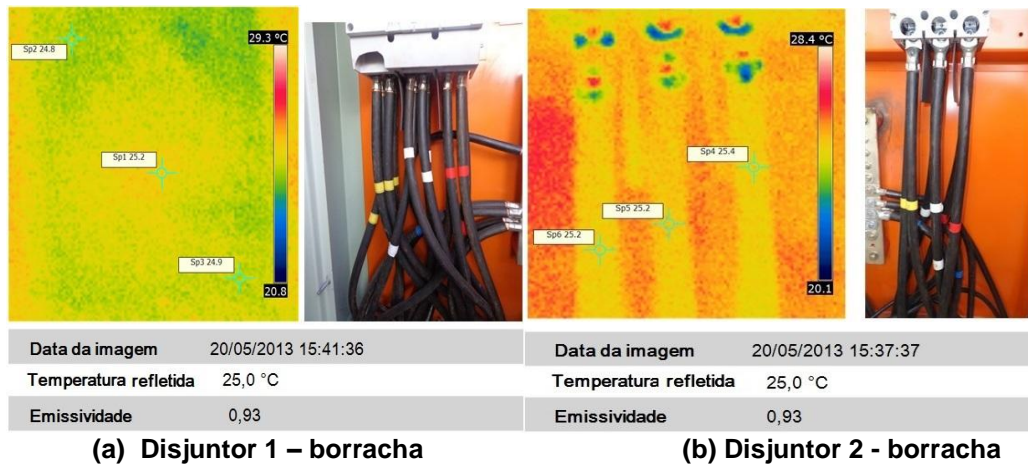 29.3 ºC
Sp2 24.8
Sp1 25.2
Sp3 24.9
20.8
28.4 ºC
Sp4 25.4
Sp5 25.2
Sp6 25.2
20.1
Data da imagem 20/05/2013 15:41:36
Temperatura refletida 25,0 °C
Emissividade 0,93
(a) Disjuntor 1 – borracha
Data da imagem 20/05/2013 15:37:37
Temperatura refletida 25,0 °C
Emissividade 0,93
(b) Disjuntor 2 - borracha